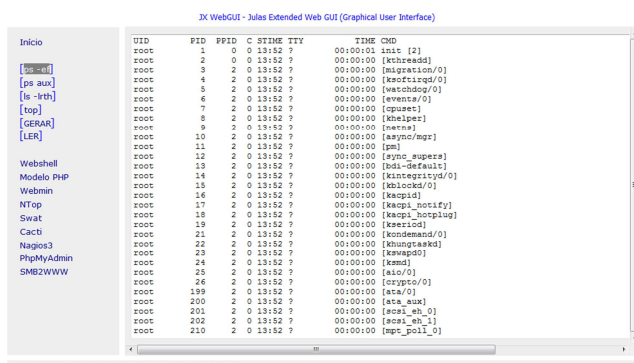 JX WebGUI - Julas Extended Web GUI (Graphical User Interface)
Início
[ps -ef]
[ps aux]
[ls -lrth]
[top]
[GERAR]
[LER]
Webshell
Modelo PHP
Webmin
NTop
Swat
Cacti
Nagios3
PhpMyAdmin
SMB2WWW
UID PID PPID C STIME TTY TIME CMD
root 1 0 0 13:52 ? 00:00:01 init [2]
root 2 0 0 13:52 ? 00:00:00 [kthreadd]
root 3 2 0 13:52 ? 00:00:00 [migration/0]
root 4 2 0 13:52 ? 00:00:00 [ksoftirqd/0]
root 5 2 0 13:52 ? 00:00:00 [watchdog/0]
root 6 2 0 13:52 ? 00:00:00 [events/0]
root 7 2 0 13:52 ? 00:00:00 [cpuset]
root 8 2 0 13:52 ? 00:00:00 [khelper]
root 9 2 0 13:52 ? 00:00:00 [netns]
root 10 2 0 13:52 ? 00:00:00 [async/mgr]
root 11 2 0 13:52 ? 00:00:00 [pm]
root 12 2 0 13:52 ? 00:00:00 [sync_supers]
root 13 2 0 13:52 ? 00:00:00 [bdi-default]
root 14 2 0 13:52 ? 00:00:00 [kintegrityd/0]
root 15 2 0 13:52 ? 00:00:00 [kblockd/0]
root 16 2 0 13:52 ? 00:00:00 [kacpid]
root 17 2 0 13:52 ? 00:00:00 [kacpi_notify]
root 18 2 0 13:52 ? 00:00:00 [kacpi_hotplug]
root 19 2 0 13:52 ? 00:00:00 [kseriod]
root 21 2 0 13:52 ? 00:00:00 [kondemand/0]
root 22 2 0 13:52 ? 00:00:00 [khungtaskd]
root 23 2 0 13:52 ? 00:00:00 [kswapd0]
root 24 2 0 13:52 ? 00:00:00 [ksmd]
root 25 2 0 13:52 ? 00:00:00 [aio/0]
root 26 2 0 13:52 ? 00:00:00 [crypto/0]
root 199 2 0 13:52 ? 00:00:00 [ata/0]
root 200 2 0 13:52 ? 00:00:00 [ata_aux]
root 201 2 0 13:52 ? 00:00:00 [scsi_eh_0]
root 202 2 0 13:52 ? 00:00:00 [scsi_eh_1]
root 210 2 0 13:52 ? 00:00:00 [mpt_poll_0]